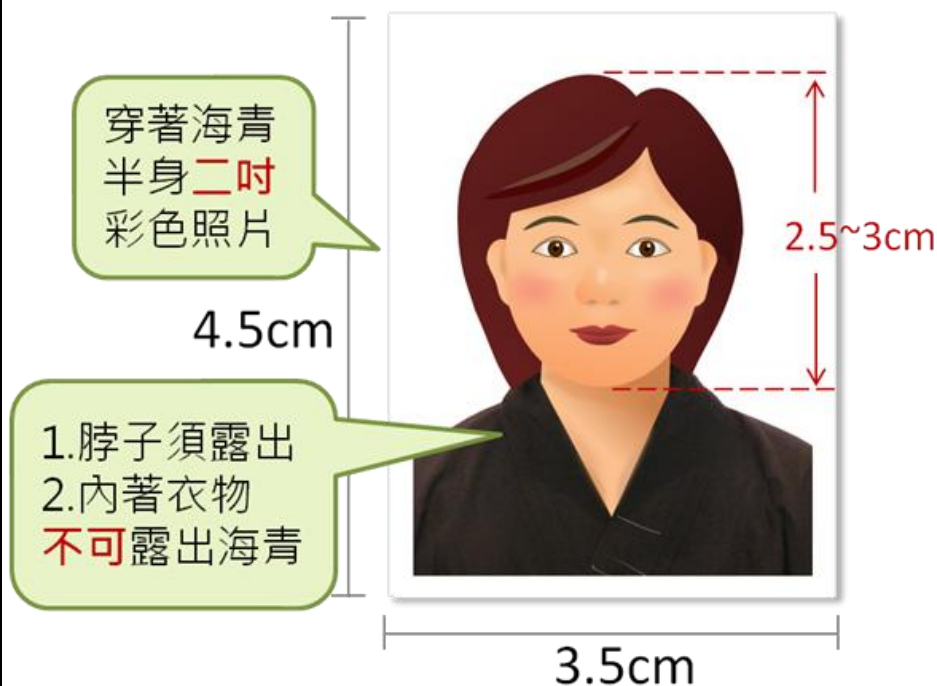 穿著海青
半身二吋
彩色照片
2.5~3cm
4.5cm
1.脖子須露出
2.內著衣物
不可露出海青
3.5cm